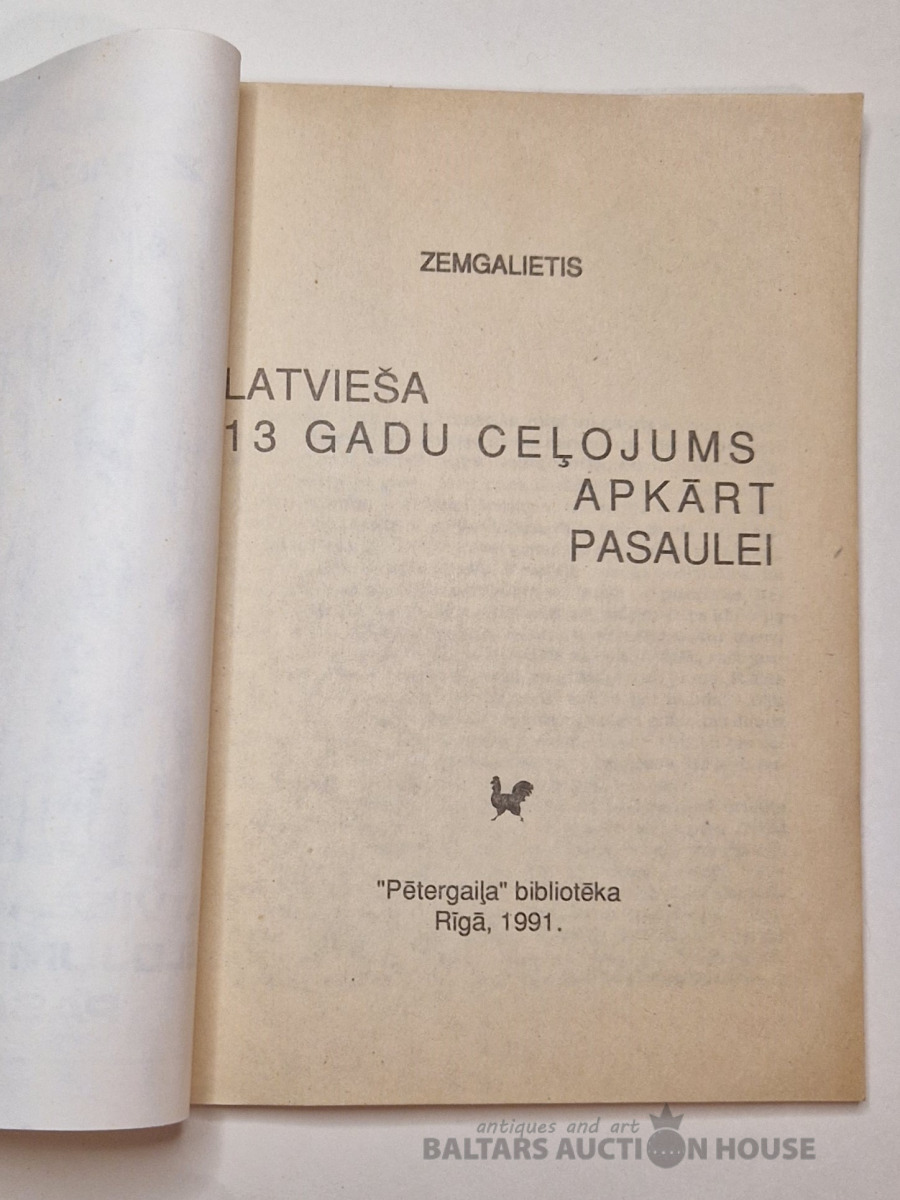 ZEMGALIETIS
LATVIEŠA
13 GADU CEĻOJUMS
APKĀRT
PASAULEI
"Pētergaiļa" bibliotēka
Rīgā, 1991.
antiques and art
BALTARS AUCTION HOUSE